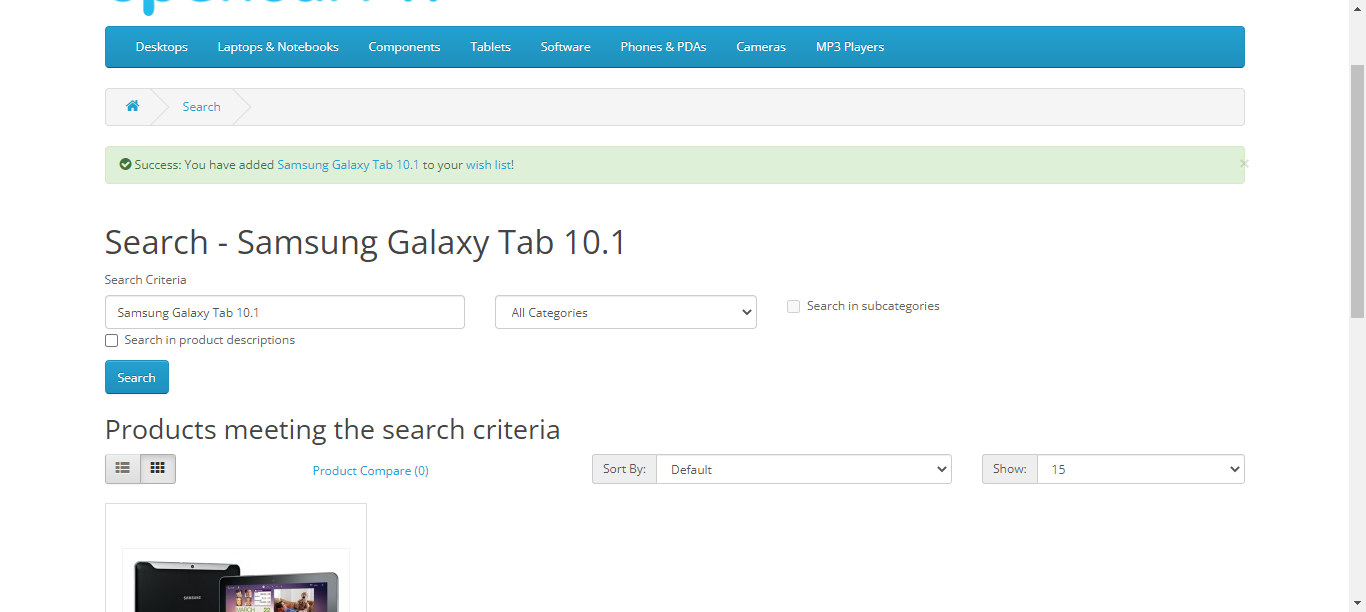 Desktops Laptops & Notebooks Components Tablets Software Phones & PDAs Cameras MP3 Players
Search
Success: You have added Samsung Galaxy Tab 10.1 to your wish list!
×
Search - Samsung Galaxy Tab 10.1
Search Criteria
Samsung Galaxy Tab 10.1 All Categories Search in subcategories
Search in product descriptions
Search
Products meeting the search criteria
Product Compare (0) Sort By: Default Show: 15
SAMSUNG
MARCH 22